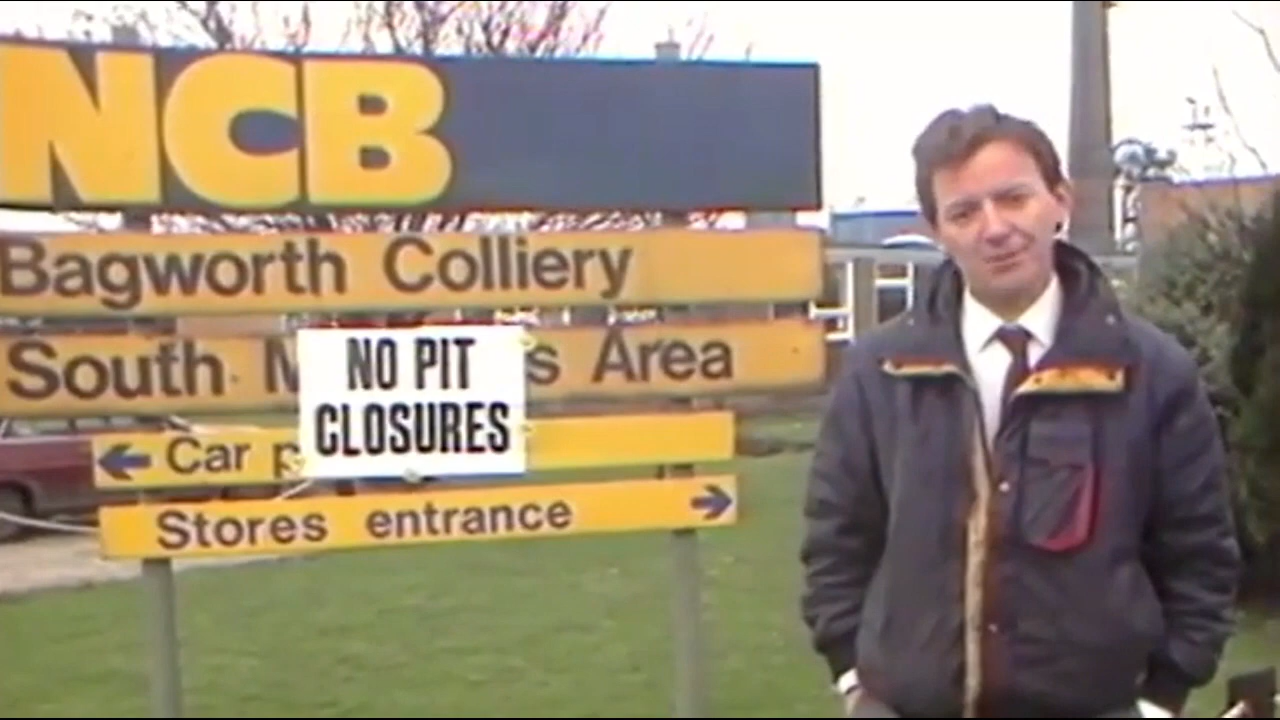 NCB
Bagworth Colliery
South M s Area
NO PIT
CLOSURES
Car p
Stores entrance